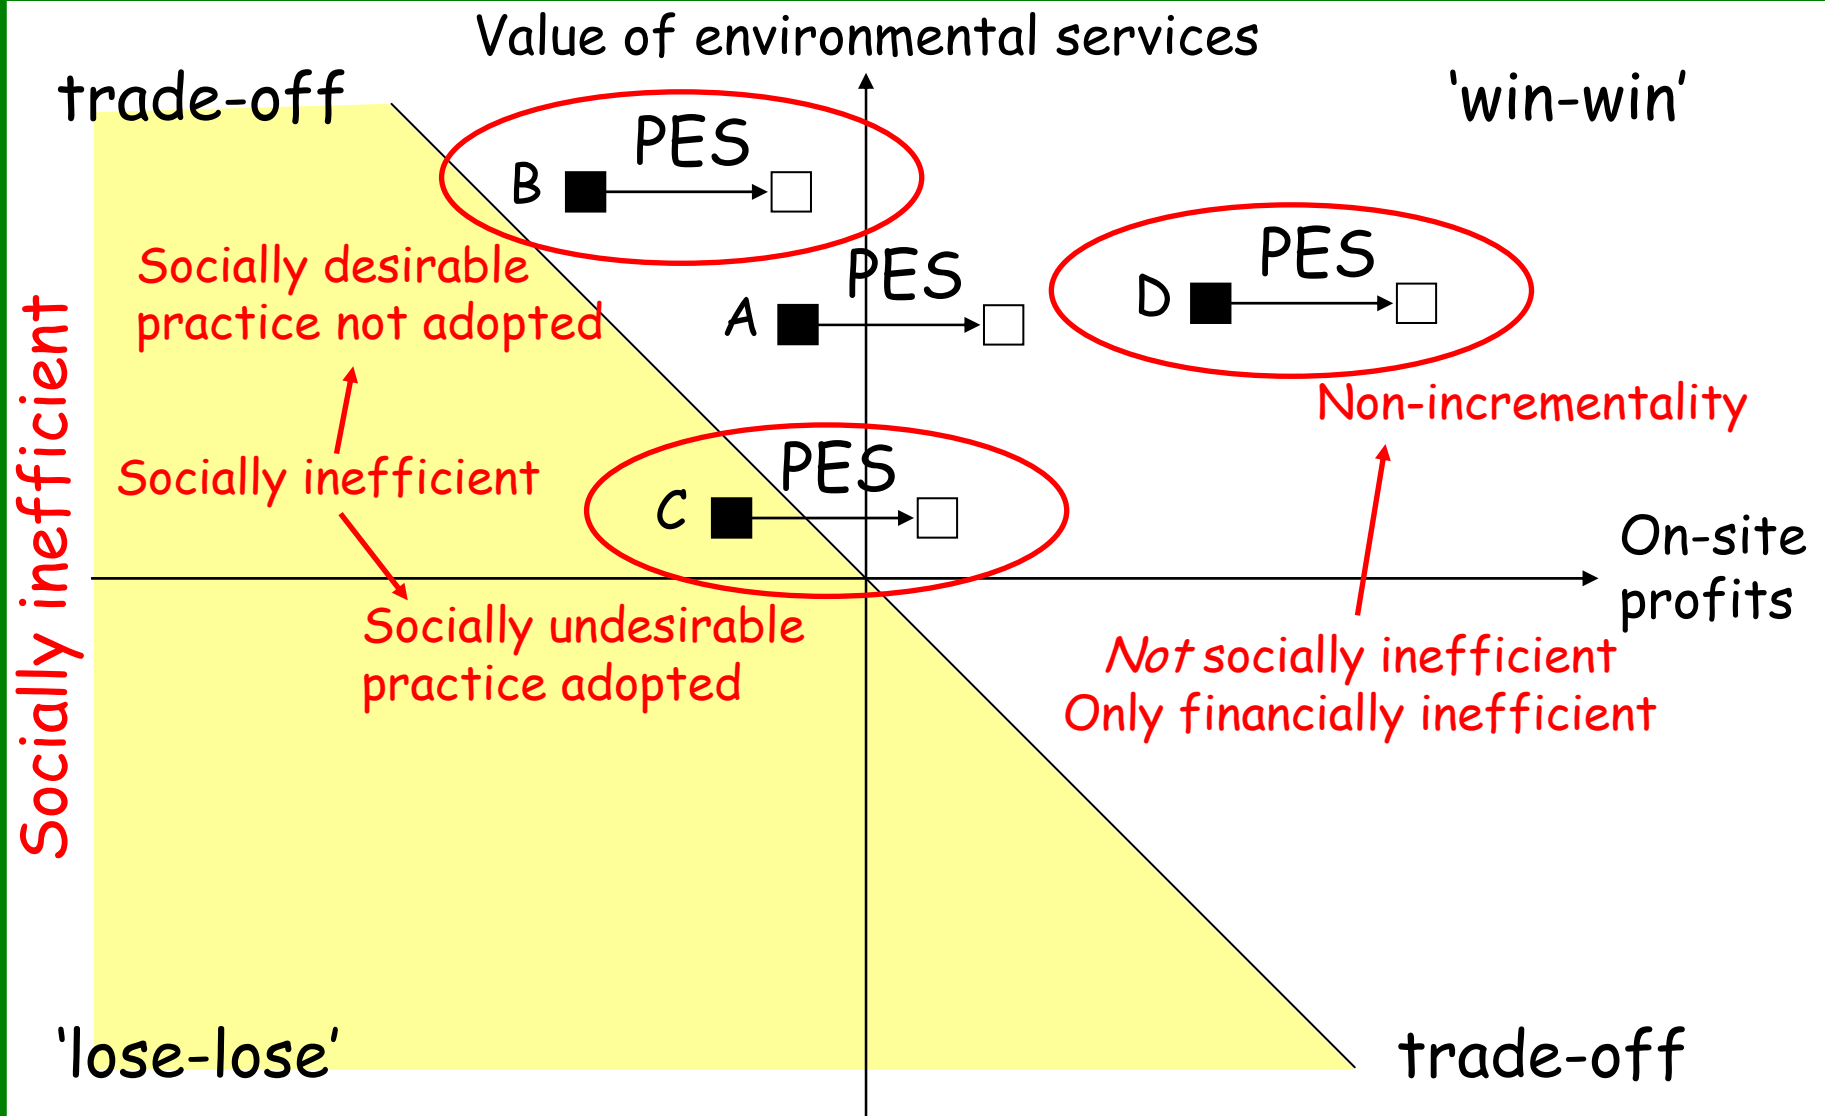 Value of environmental services
trade-off
‘win-win’
PES
B
PES
D
PES
A
Socially desirable
practice not adopted
Non-incrementality
Socially inefficient
PES
C
Socially inefficient
On-site
profits
Socially undesirable
practice adopted
Not socially inefficient
Only financially inefficient
‘lose-lose’
trade-off